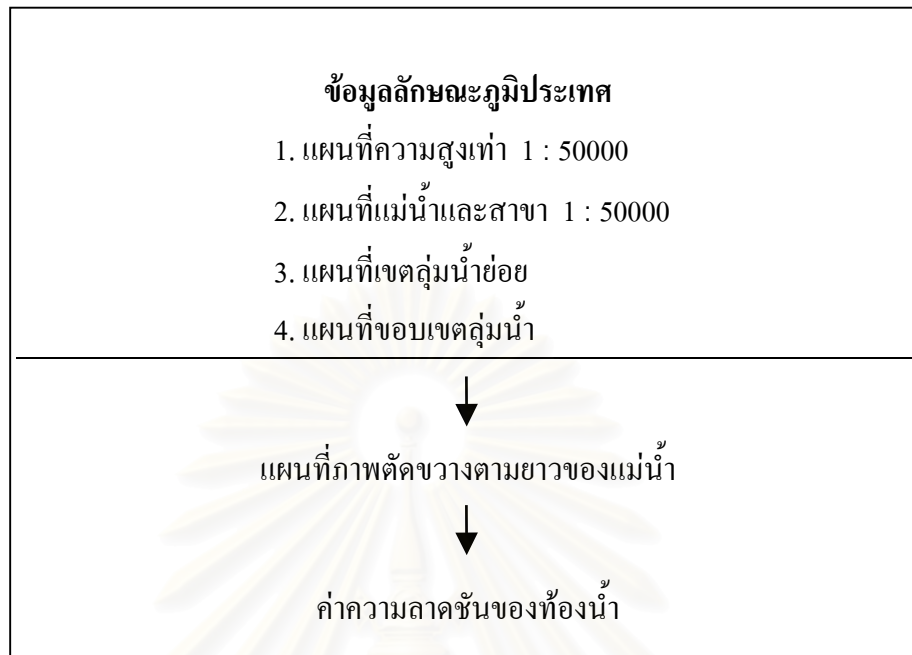 ข้อมูลลักษณะภูมิประเทศ
1. แผนที่ความสูงเท่า 1 : 50000
2. แผนที่แม่น้ำและสาขา 1 : 50000
3. แผนที่เขตลุ่มน้ำย่อย
4. แผนที่ขอบเขตลุ่มน้ำ
แผนที่ภาพตัดขวางตามยาวของแม่น้ำ
ค่าความลาดชันของท้องน้ำ